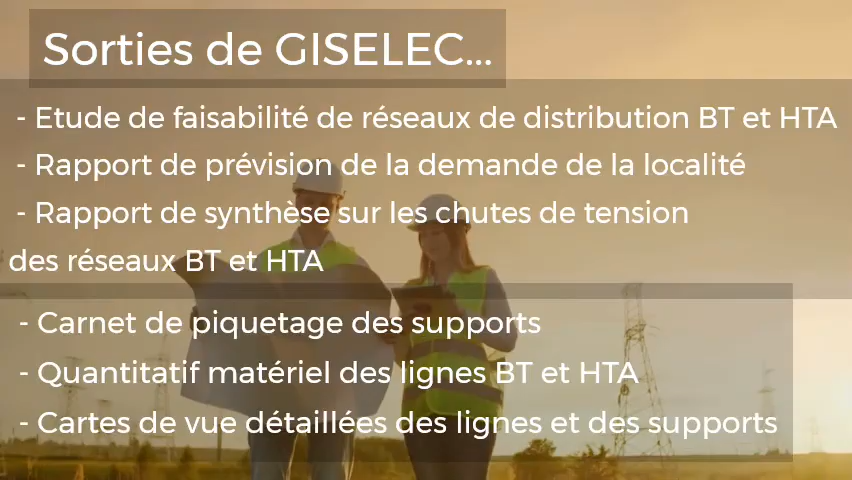 Sorties de GISELEC...
- Etude de faisabilité de réseaux de distribution BT et HTA
- Rapport de prévision de la demande de la localité
- Rapport de synthèse sur les chutes de tension
des réseaux BT et HTA
- Carnet de piquetage des supports
- Quantitatif matériel des lignes BT et HTA
- Cartes de vue détaillées des lignes et des supports